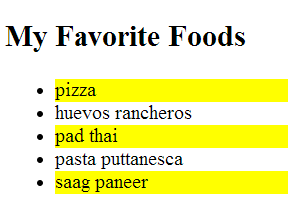 My Favorite Foods
pizza
huevos rancheros
pad thai
pasta puttanesca
saag paneer